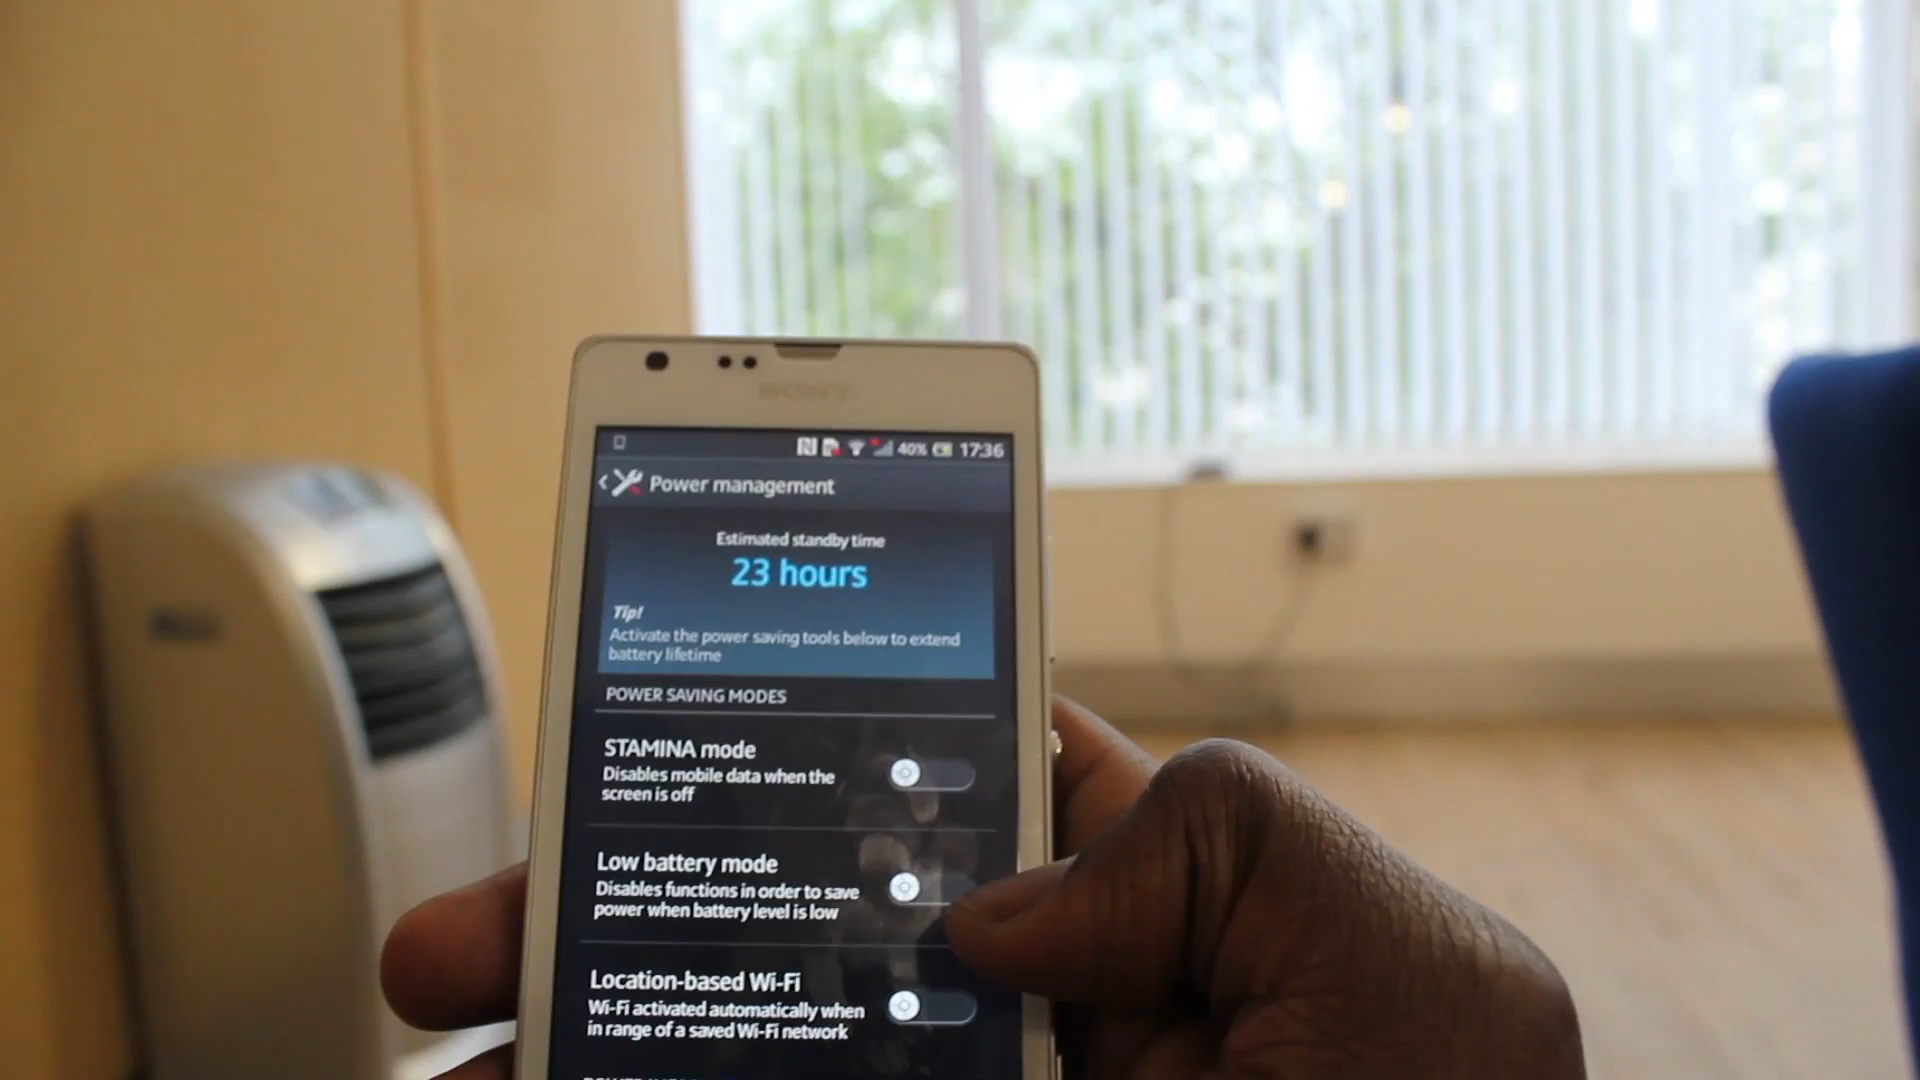 SONY
40% 17:36
Power management
Estimated standby time
23 hours
Tip!
Activate the power saving tools below to extend
battery lifetime
POWER SAVING MODES
STAMINA mode
Disables mobile data when the
screen is off
Low battery mode
Disables functions in order to save
power when battery level is low
Location-based Wi-Fi
Wi-Fi activated automatically when
in range of a saved Wi-Fi network